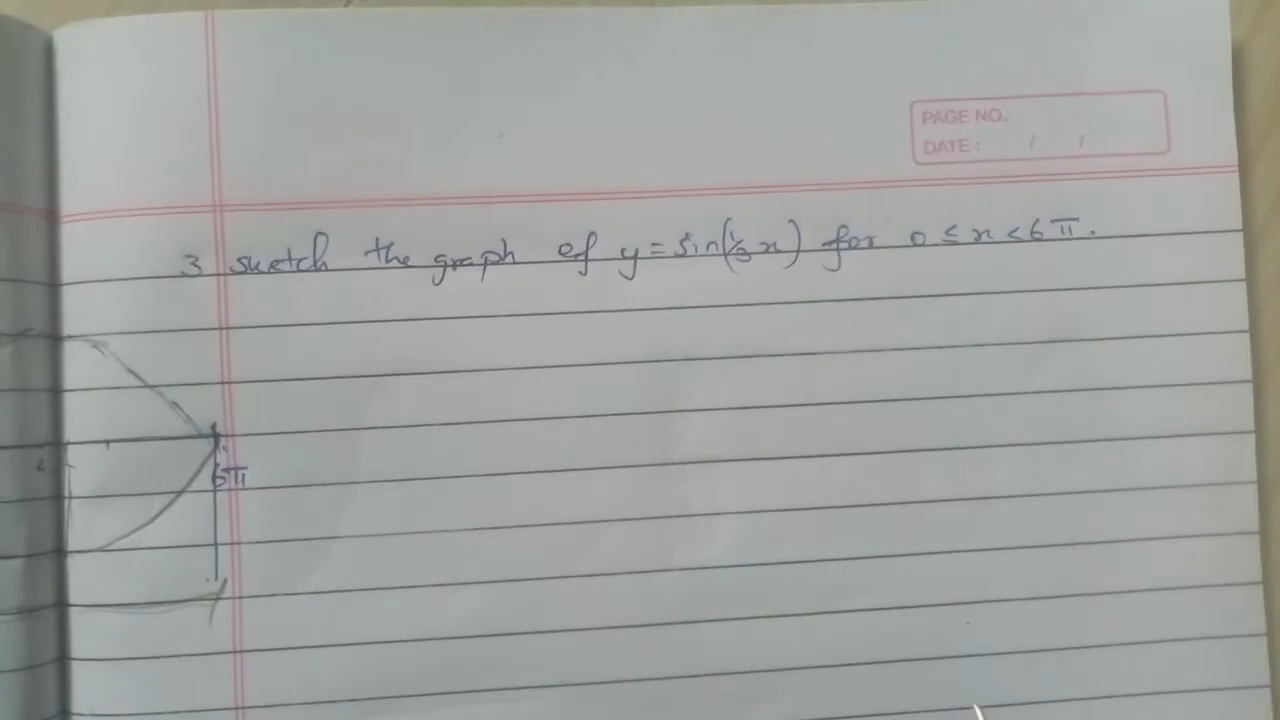 PAGE NO.
DATE: / /
3 sketch the graph of y = sin(⅓x) for 0 ≤ x < 6π.
6π